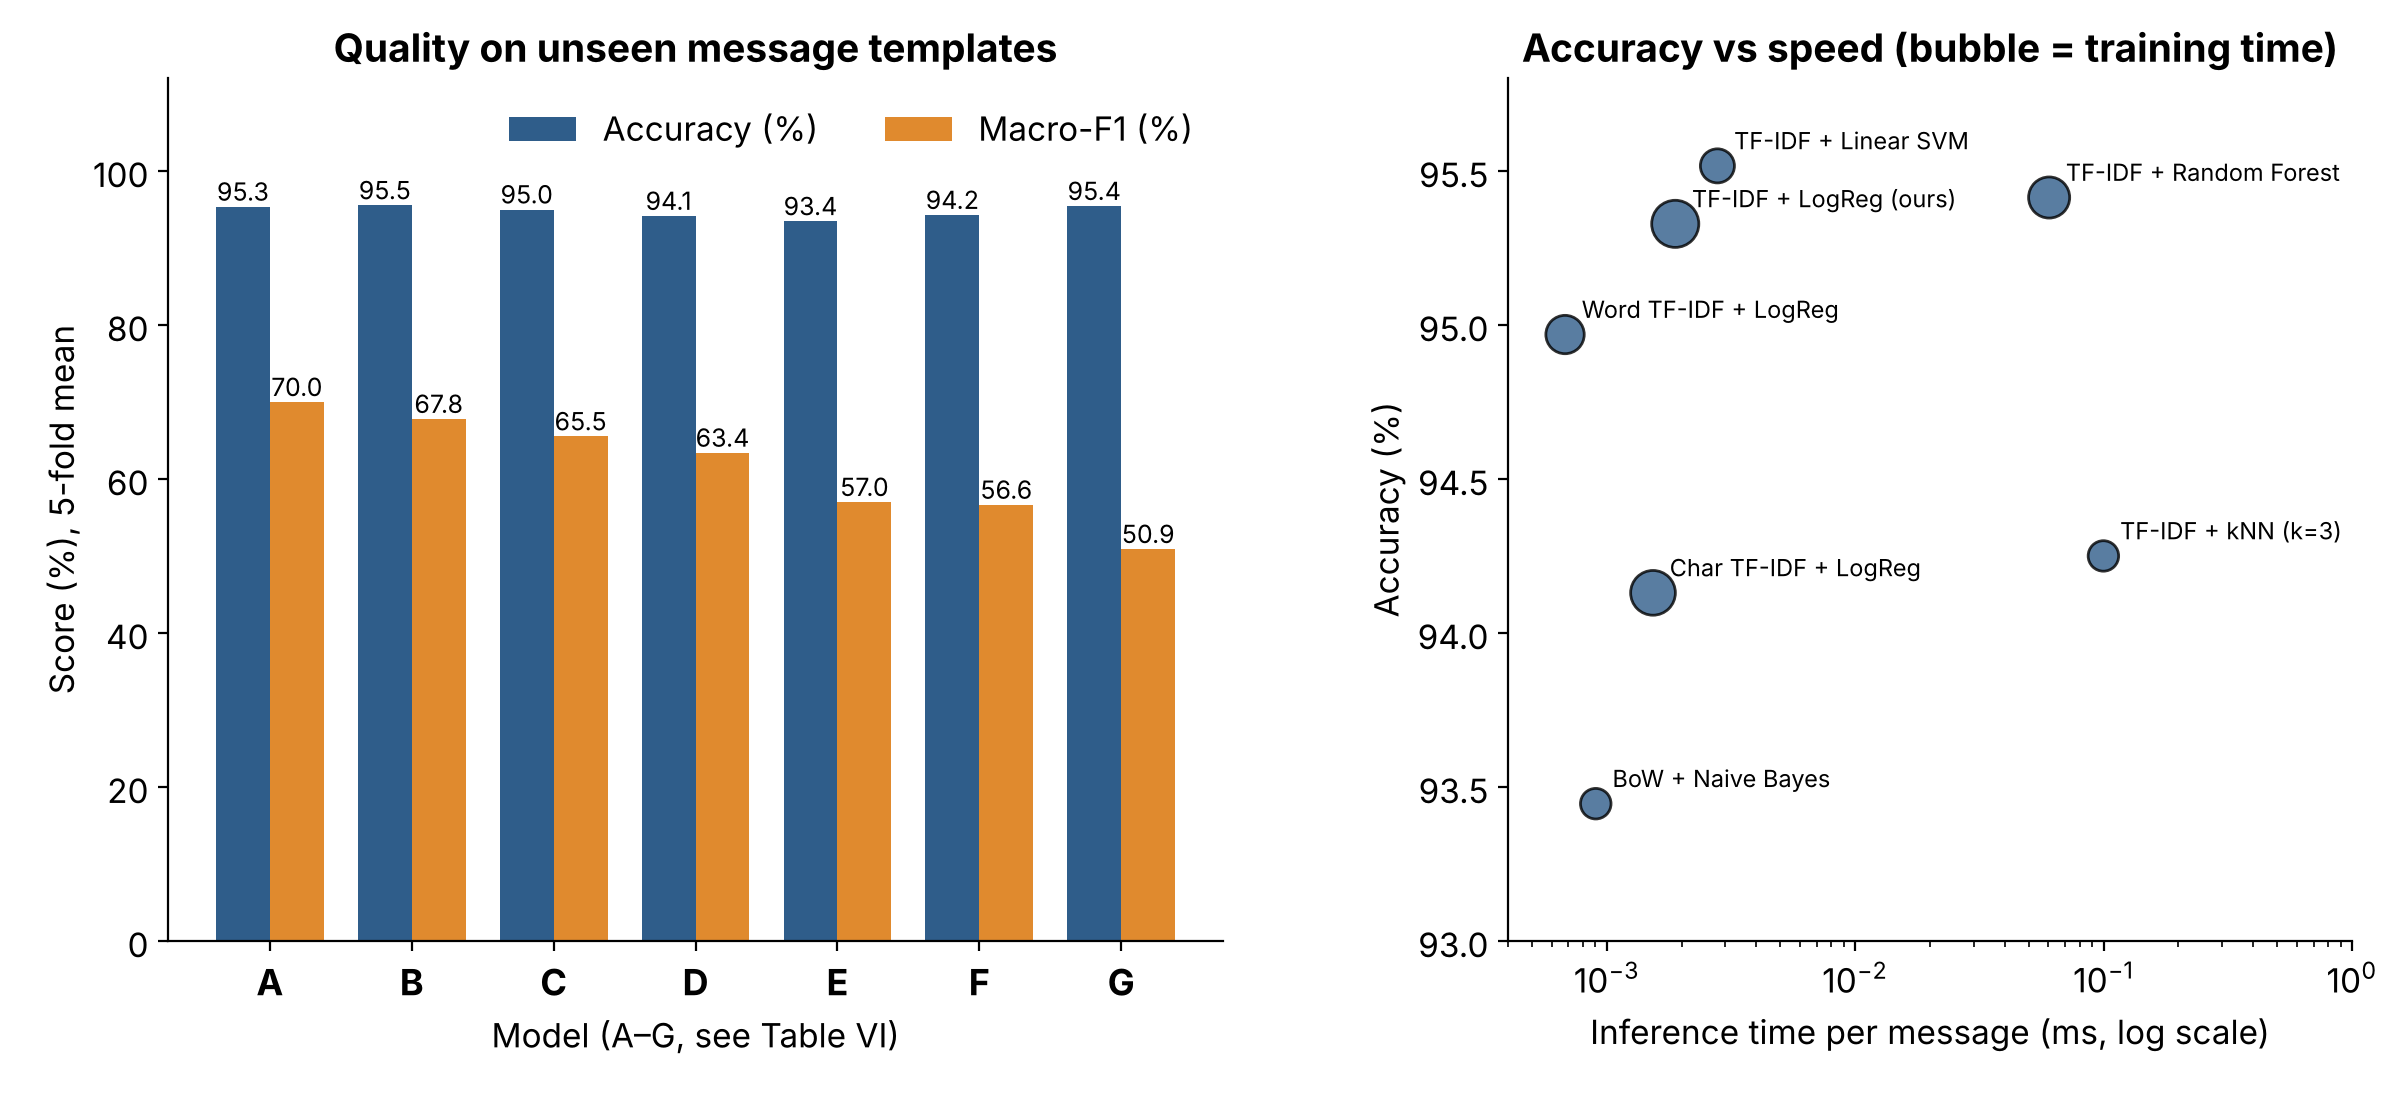 Quality on unseen message templates
Accuracy (%)
Macro-F1 (%)
Score (%), 5-fold mean
100
80
60
40
20
0
95.3
70.0
95.5
67.8
95.0
65.5
94.1
63.4
93.4
57.0
94.2
56.6
95.4
50.9
A
B
C
D
E
F
G
Model (A–G, see Table VI)
Accuracy vs speed (bubble = training time)
Accuracy (%)
95.5
95.0
94.5
94.0
93.5
93.0
TF-IDF + Linear SVM
TF-IDF + Random Forest
TF-IDF + LogReg (ours)
Word TF-IDF + LogReg
TF-IDF + kNN (k=3)
Char TF-IDF + LogReg
BoW + Naive Bayes
10⁻³
10⁻²
10⁻¹
10⁰
Inference time per message (ms, log scale)